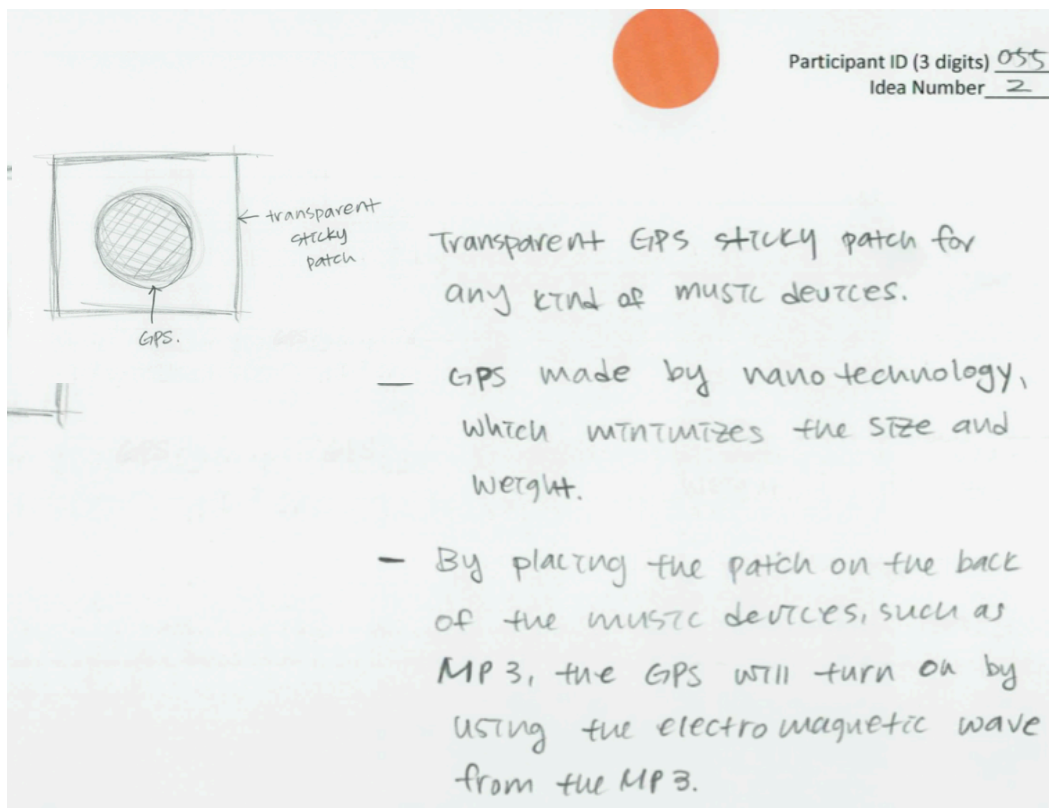 Participant ID (3 digits) 055
Idea Number 2
transparent
sticky
patch.
GPS.
Transparent GPS sticky patch for
any kind of music devices.
— GPS made by nano technology,
which minimizes the size and
weight.
— By placing the patch on the back
of the music devices, such as
MP3, the GPS will turn on by
using the electro magnetic wave
from the MP3.